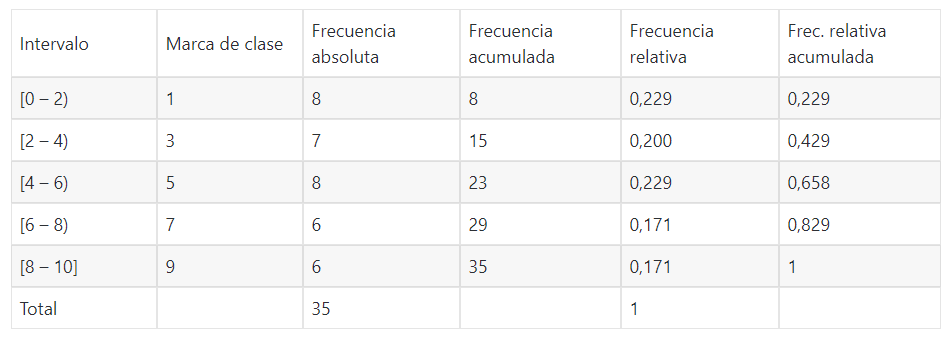 Intervalo Marca de clase Frecuencia absoluta Frecuencia acumulada Frecuencia relativa Frec. relativa acumulada
[0 – 2) 1 8 8 0,229 0,229
[2 – 4) 3 7 15 0,200 0,429
[4 – 6) 5 8 23 0,229 0,658
[6 – 8) 7 6 29 0,171 0,829
[8 – 10] 9 6 35 0,171 1
Total 35 1